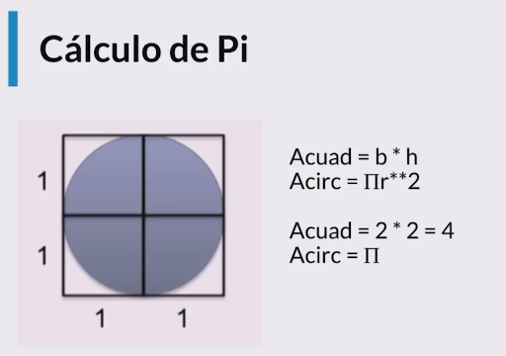 Cálculo de Pi
1
1
1 1
Acuad = b * h
Acirc = Πr**2
Acuad = 2 * 2 = 4
Acirc = Π